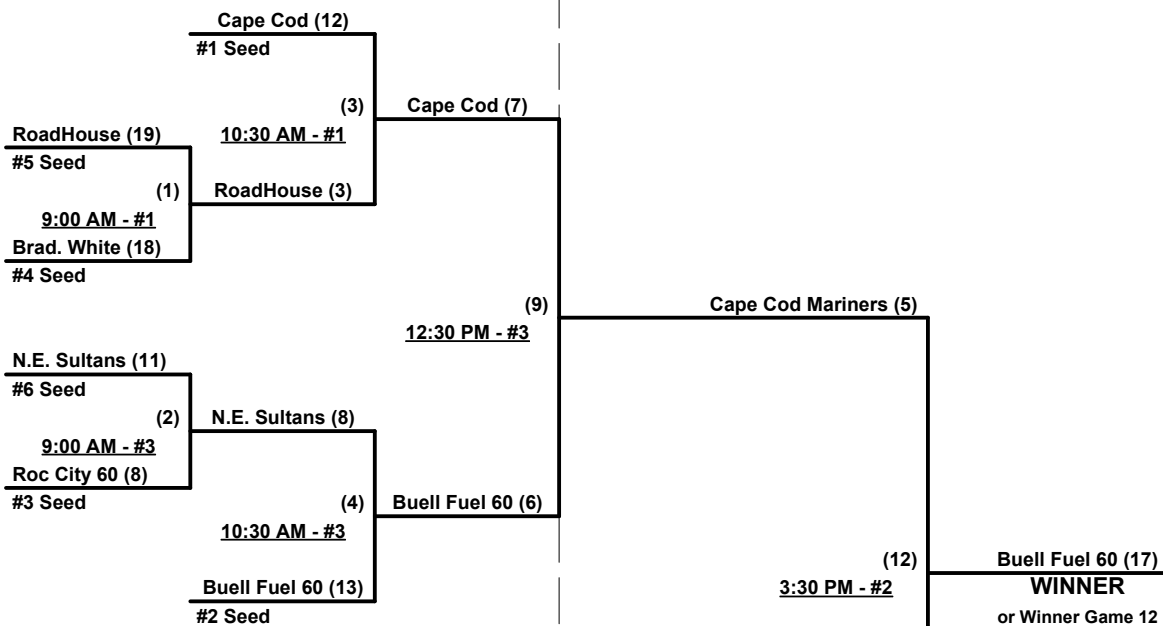 Cape Cod (12)
#1 Seed
(3)
10:30 AM - #1
Cape Cod (7)
RoadHouse (19)
#5 Seed
(1)
9:00 AM - #1
RoadHouse (3)
Brad. White (18)
#4 Seed
(9)
12:30 PM - #3
Cape Cod Mariners (5)
N.E. Sultans (11)
#6 Seed
(2)
9:00 AM - #3
N.E. Sultans (8)
Roc City 60 (8)
#3 Seed
(4)
10:30 AM - #3
Buell Fuel 60 (6)
Buell Fuel 60 (13)
#2 Seed
(12)
3:30 PM - #2
Buell Fuel 60 (17)
WINNER
or Winner Game 12